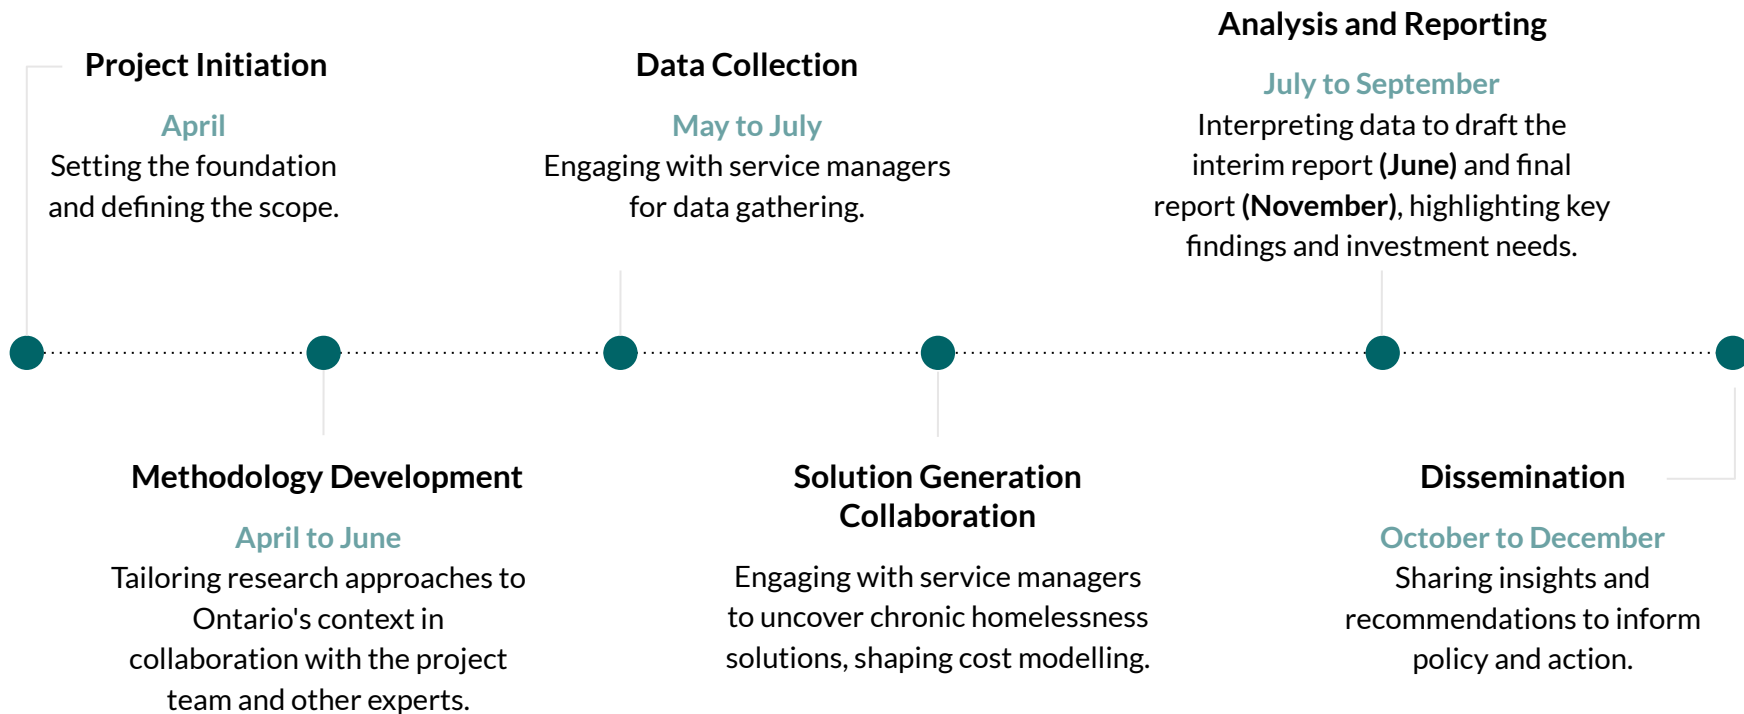 Project Initiation
April
Setting the foundation
and defining the scope.
Methodology Development
April to June
Tailoring research approaches to
Ontario's context in
collaboration with the project
team and other experts.
Data Collection
May to July
Engaging with service managers
for data gathering.
Solution Generation
Collaboration
Engaging with service managers
to uncover chronic homelessness
solutions, shaping cost modelling.
Analysis and Reporting
July to September
Interpreting data to draft the
interim report (June) and final
report (November), highlighting key
findings and investment needs.
Dissemination
October to December
Sharing insights and
recommendations to inform
policy and action.